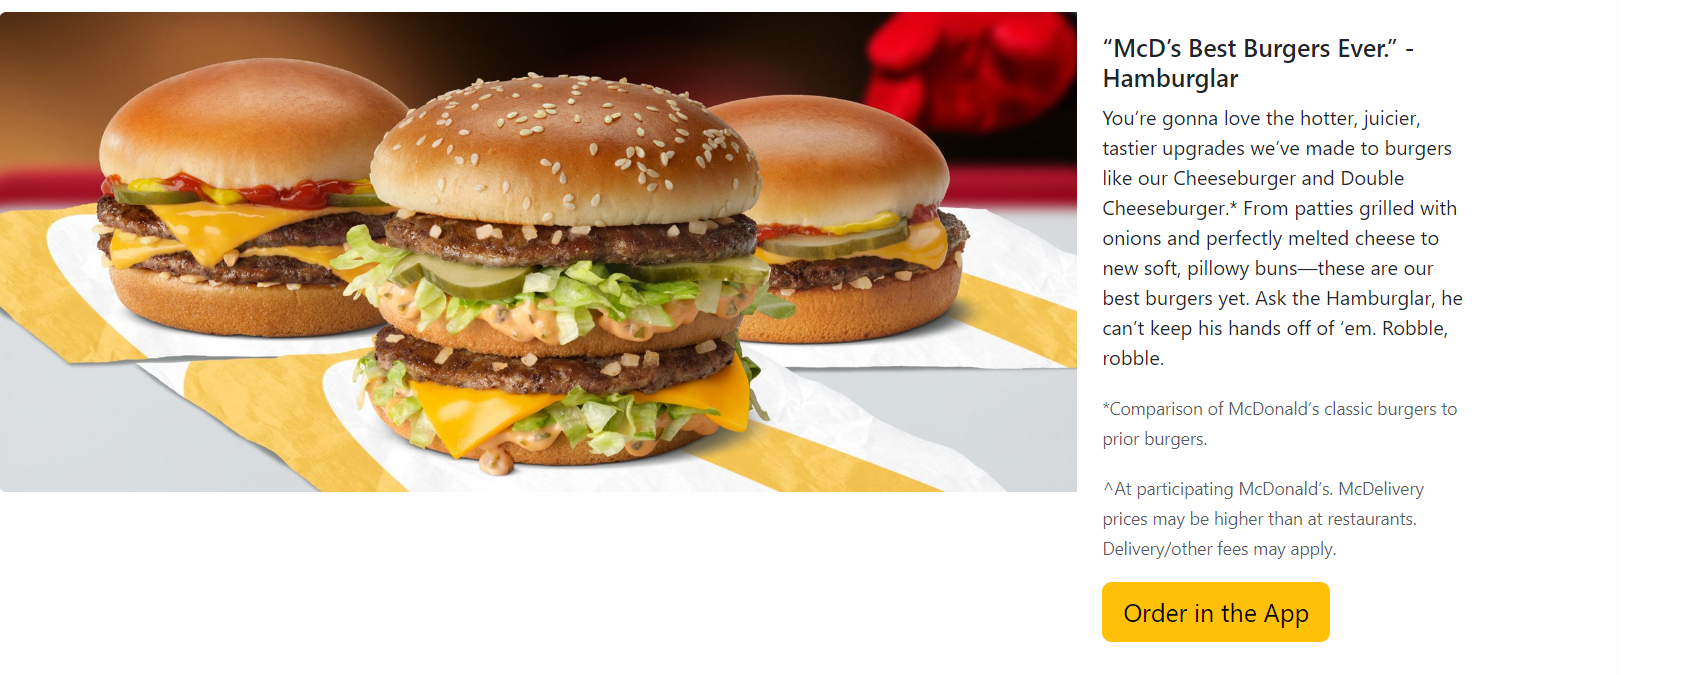 “McD’s Best Burgers Ever.” -
Hamburglar
You’re gonna love the hotter, juicier,
tastier upgrades we’ve made to burgers
like our Cheeseburger and Double
Cheeseburger.* From patties grilled with
onions and perfectly melted cheese to
new soft, pillowy buns—these are our
best burgers yet. Ask the Hamburglar, he
can’t keep his hands off of ‘em. Robble,
robble.
*Comparison of McDonald’s classic burgers to
prior burgers.
^At participating McDonald’s. McDelivery
prices may be higher than at restaurants.
Delivery/other fees may apply.
Order in the App